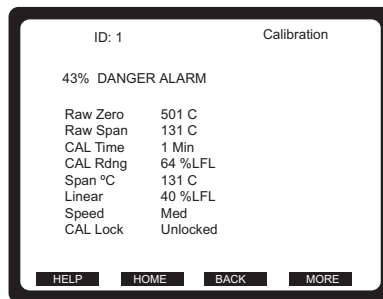 ID: 1 Calibration
43% DANGER ALARM
Raw Zero 501 C
Raw Span 131 C
CAL Time 1 Min
CAL Rdng 64 %LFL
Span ºC 131 C
Linear 40 %LFL
Speed Med
CAL Lock Unlocked
HELP HOME BACK MORE